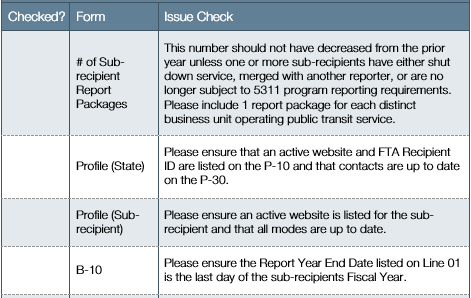 Checked? Form Issue Check
# of Sub-
recipient
Report
Packages
This number should not have decreased from the prior
year unless one or more sub-recipients have either shut
down service, merged with another reporter, or are no
longer subject to 5311 program reporting requirements.
Please include 1 report package for each distinct
business unit operating public transit service.
Profile (State)
Please ensure that an active website and FTA Recipient
ID are listed on the P-10 and that contacts are up to date
on the P-30.
Profile (Sub-
recipient)
Please ensure an active website is listed for the sub-
recipient and that all modes are up to date.
B-10
Please ensure the Report Year End Date listed on Line 01
is the last day of the sub-recipients Fiscal Year.